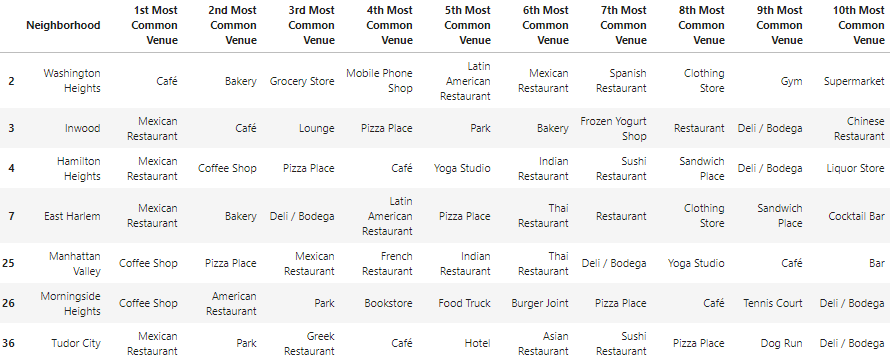 Neighborhood 1st Most Common Venue 2nd Most Common Venue 3rd Most Common Venue 4th Most Common Venue 5th Most Common Venue 6th Most Common Venue 7th Most Common Venue 8th Most Common Venue 9th Most Common Venue 10th Most Common Venue
2 Washington Heights Café Bakery Grocery Store Mobile Phone Shop Latin American Restaurant Mexican Restaurant Spanish Restaurant Clothing Store Gym Supermarket
3 Inwood Mexican Restaurant Café Lounge Pizza Place Park Bakery Frozen Yogurt Shop Restaurant Deli / Bodega Chinese Restaurant
4 Hamilton Heights Mexican Restaurant Coffee Shop Pizza Place Café Yoga Studio Indian Restaurant Sushi Restaurant Sandwich Place Deli / Bodega Liquor Store
7 East Harlem Mexican Restaurant Bakery Deli / Bodega Latin American Restaurant Pizza Place Thai Restaurant Restaurant Clothing Store Sandwich Place Cocktail Bar
25 Manhattan Valley Coffee Shop Pizza Place Mexican Restaurant French Restaurant Indian Restaurant Thai Restaurant Deli / Bodega Yoga Studio Café Bar
26 Morningside Heights Coffee Shop American Restaurant Park Bookstore Food Truck Burger Joint Pizza Place Café Tennis Court Deli / Bodega
36 Tudor City Mexican Restaurant Park Greek Restaurant Café Hotel Asian Restaurant Sushi Restaurant Pizza Place Dog Run Deli / Bodega